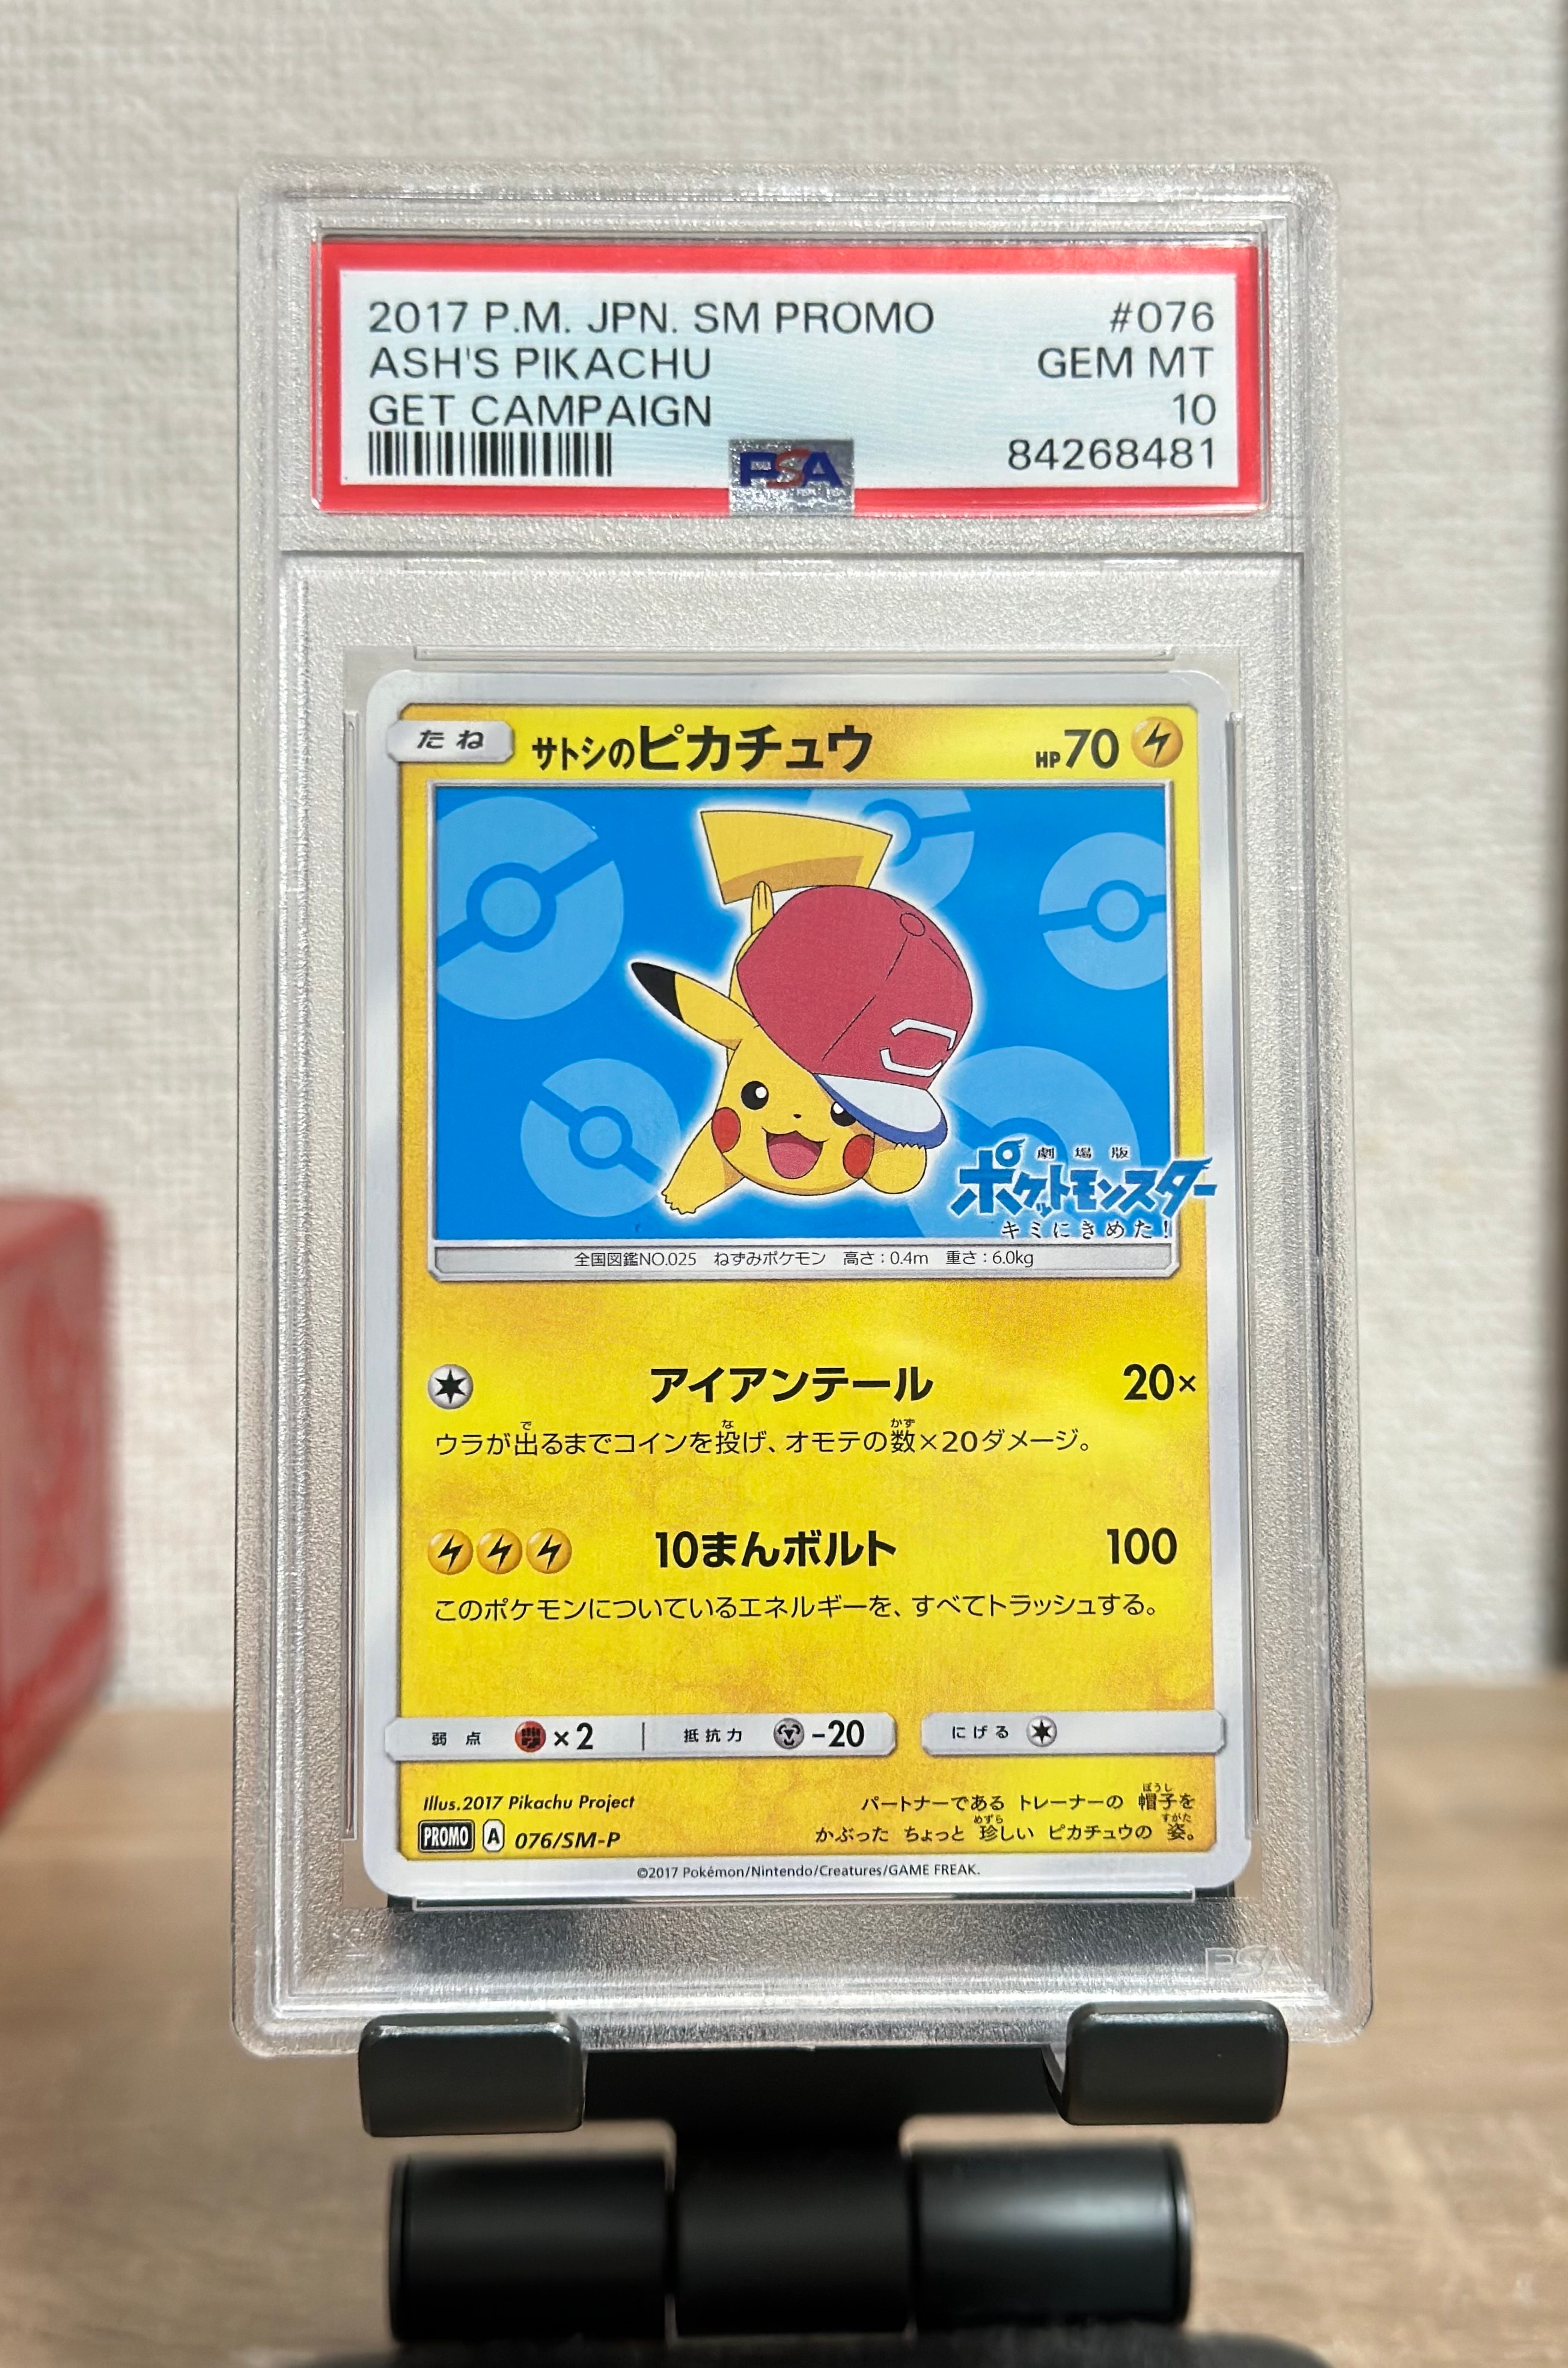 2017 P.M. JPN. SM PROMO #076
ASH'S PIKACHU GEM MT
GET CAMPAIGN 10
PSA 84268481
たね サトシのピカチュウ HP70
劇場版
ポケットモンスター
キミにきめた!
全国図鑑NO.025 ねずみポケモン 高さ:0.4m 重さ:6.0kg
アイアンテール 20×
ウラが出るまでコインを投げ、オモテの数×20ダメージ。
10まんボルト 100
このポケモンについているエネルギーを、すべてトラッシュする。
弱点 ×2 抵抗力 -20 にげる
Illus.2017 Pikachu Project
PROMO A 076/SM-P
パートナーである トレーナーの 帽子を
かぶった ちょっと 珍しい ピカチュウの 姿。
©2017 Pokémon/Nintendo/Creatures/GAME FREAK.
PSA